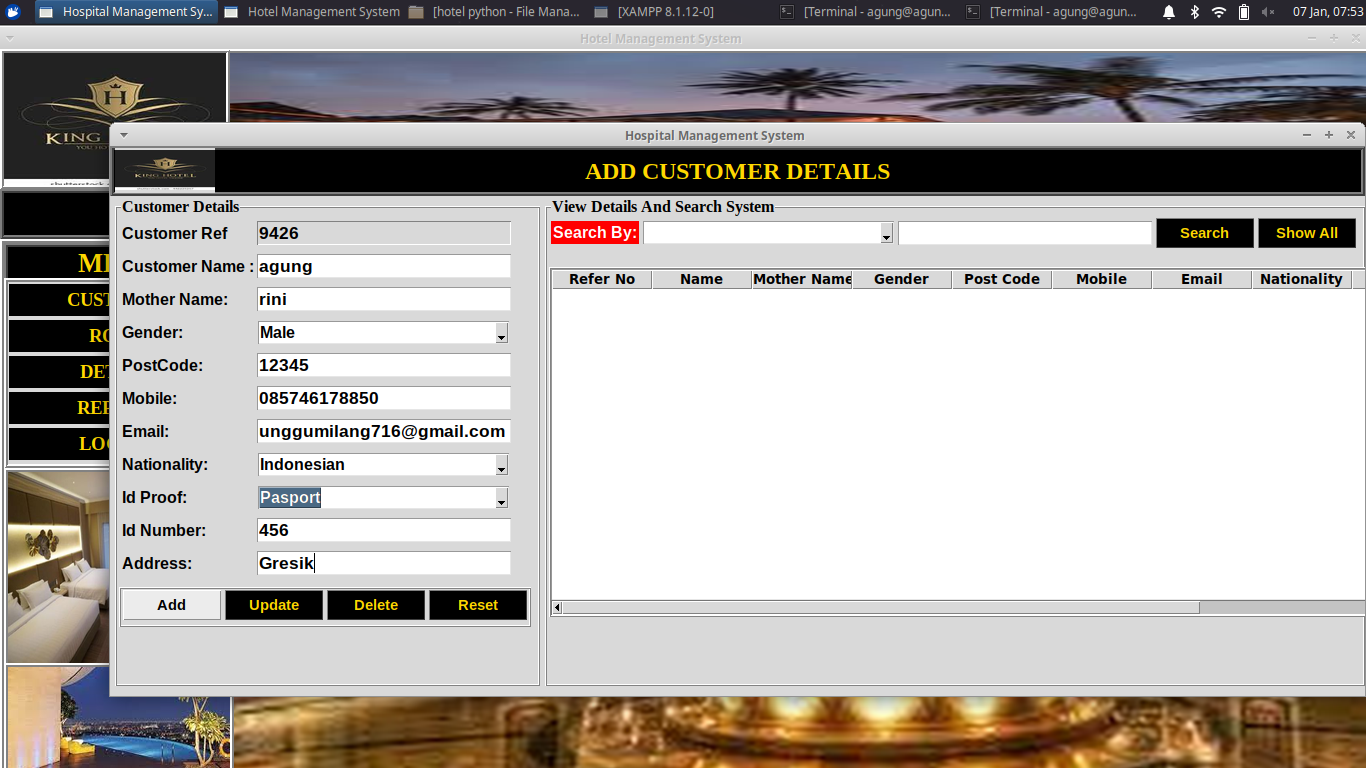 Hospital Management Sy... Hotel Management System [hotel python - File Mana... [XAMPP 8.1.12-0] [Terminal - agung@agun... [Terminal - agung@agun... 07 Jan, 07:53
Hotel Management System
H
KING
Hospital Management System
KING HOTEL
ADD CUSTOMER DETAILS
Customer Details
Customer Ref 9426
Customer Name : agung
Mother Name: rini
Gender: Male
PostCode: 12345
Mobile: 085746178850
Email: unggumilang716@gmail.com
Nationality: Indonesian
Id Proof: Pasport
Id Number: 456
Address: Gresik
Add Update Delete Reset
View Details And Search System
Search By: Search Show All
Refer No Name Mother Name Gender Post Code Mobile Email Nationality
CUST
RO
DET
REP
LOG